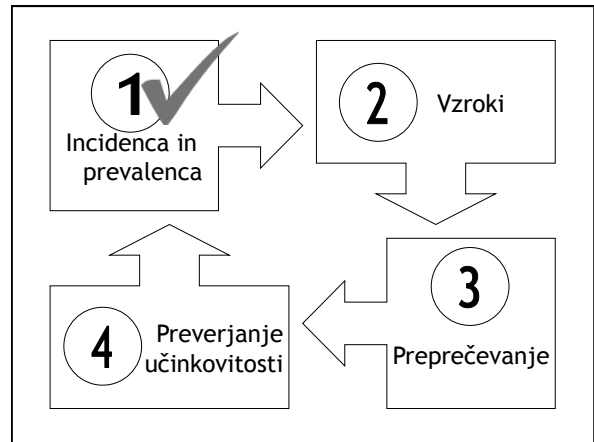 1
Incidenca in
prevalenca
2
Vzroki
3
Preprečevanje
4
Preverjanje
učinkovitosti